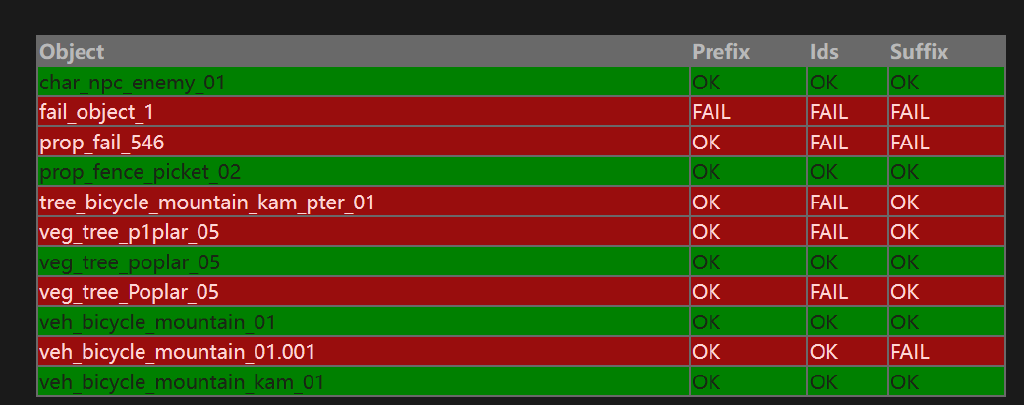 Object Prefix Ids Suffix
char_npc_enemy_01 OK OK OK
fail_object_1 FAIL FAIL FAIL
prop_fail_546 OK FAIL FAIL
prop_fence_picket_02 OK OK OK
tree_bicycle_mountain_kam_pter_01 OK FAIL OK
veg_tree_p1plar_05 OK FAIL OK
veg_tree_poplar_05 OK OK OK
veg_tree_Poplar_05 OK FAIL OK
veh_bicycle_mountain_01 OK OK OK
veh_bicycle_mountain_01.001 OK OK FAIL
veh_bicycle_mountain_kam_01 OK OK OK